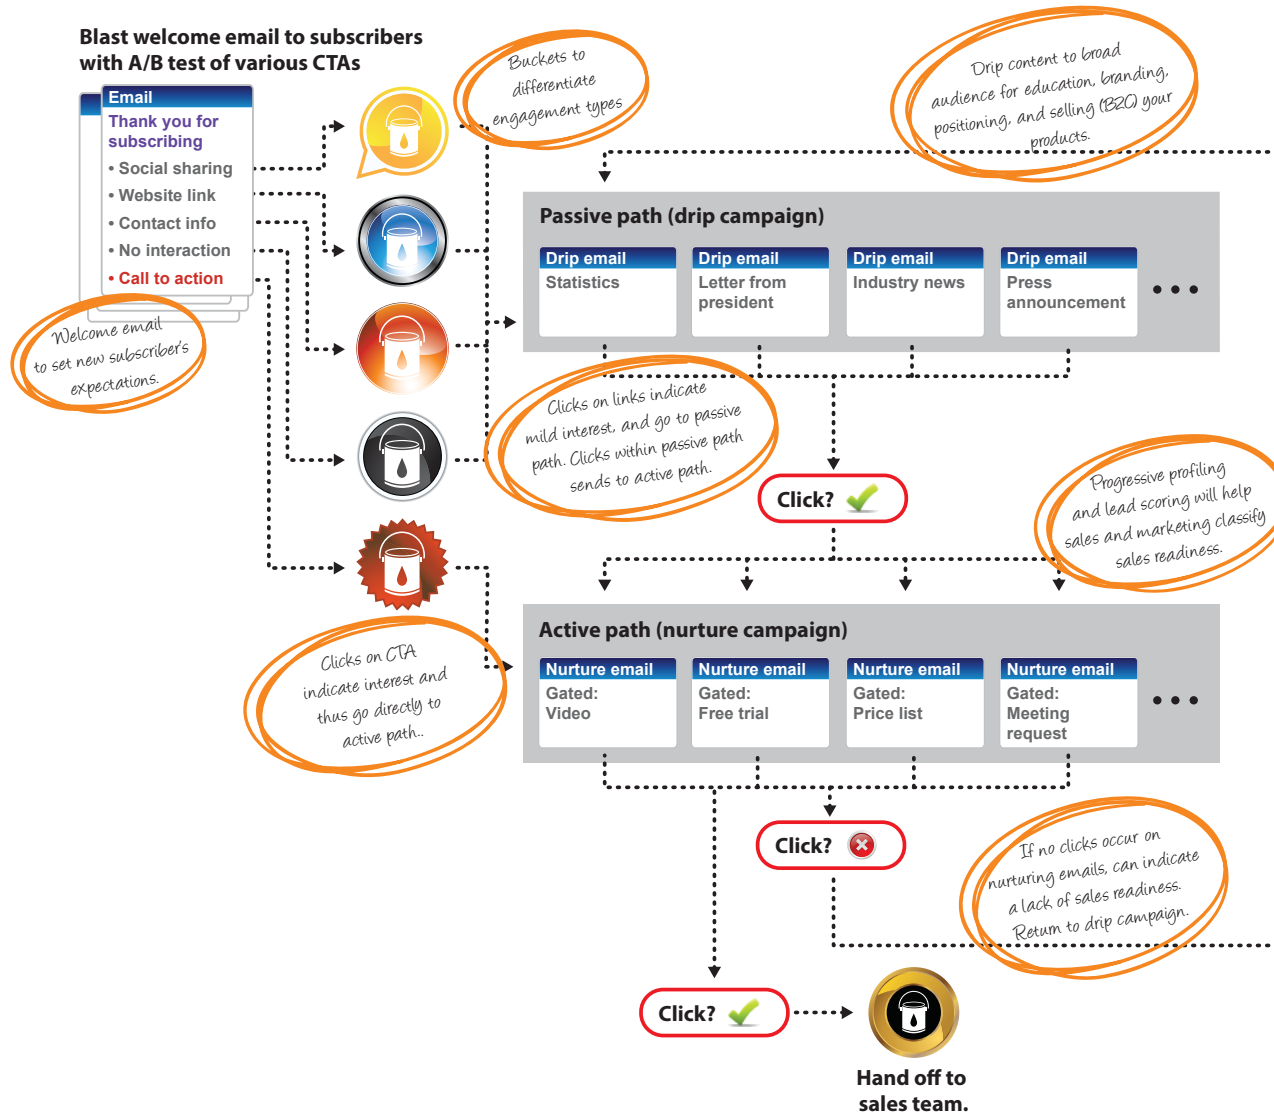 Blast welcome email to subscribers
with A/B test of various CTAs
Email
Thank you for
subscribing
• Social sharing
• Website link
• Contact info
• No interaction
• Call to action
Welcome email
to set new subscriber's
expectations.
Buckets to
differentiate
engagement types
Drip content to broad
audience for education, branding,
positioning, and selling (B2C) your
products.
Passive path (drip campaign)
Drip email
Statistics
Drip email
Letter from
president
Drip email
Industry news
Drip email
Press
announcement
• • •
Clicks on links indicate
mild interest, and go to passive
path. Clicks within passive path
sends to active path.
Click?
Progressive profiling
and lead scoring will help
sales and marketing classify
sales readiness.
Clicks on CTA
indicate interest and
thus go directly to
active path..
Active path (nurture campaign)
Nurture email
Gated:
Video
Nurture email
Gated:
Free trial
Nurture email
Gated:
Price list
Nurture email
Gated:
Meeting
request
• • •
Click?
If no clicks occur on
nurturing emails, can indicate
a lack of sales readiness.
Return to drip campaign.
Click?
Hand off to
sales team.